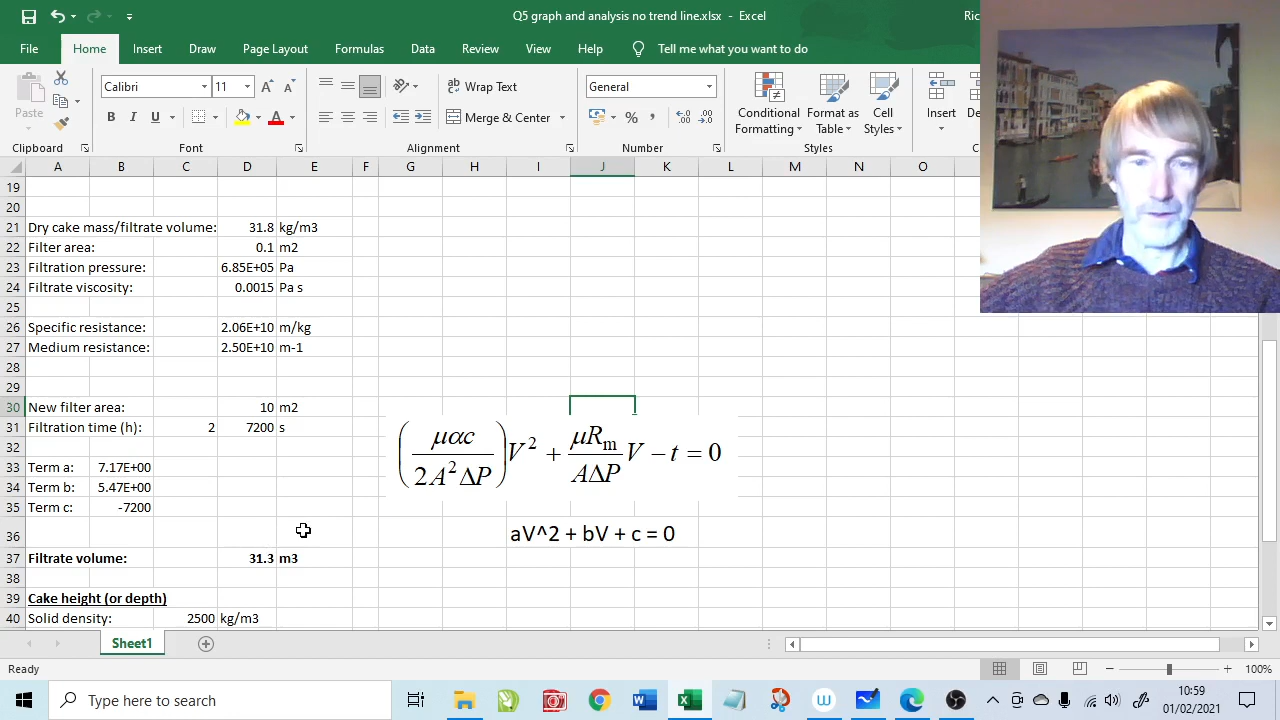 Q5 graph and analysis no trend line.xlsx - Excel
Ric
File Home Insert Draw Page Layout Formulas Data Review View Help Tell me what you want to do
Paste
Calibri 11
B I U
Wrap Text
Merge & Center
General
% ,
Conditional Formatting
Format as Table
Cell Styles
Insert
Clipboard Font Alignment Number Styles
A B C D E F G H I J K L M N O
19
20
21 Dry cake mass/filtrate volume: 31.8 kg/m3
22 Filter area: 0.1 m2
23 Filtration pressure: 6.85E+05 Pa
24 Filtrate viscosity: 0.0015 Pa s
25
26 Specific resistance: 2.06E+10 m/kg
27 Medium resistance: 2.50E+10 m-1
28
29
30 New filter area: 10 m2
31 Filtration time (h): 2 7200 s
32
33 Term a: 7.17E+00
34 Term b: 5.47E+00
35 Term c: -7200
36
37 Filtrate volume: 31.3 m3
38
39 Cake height (or depth)
40 Solid density: 2500 kg/m3
(μαc / 2A²ΔP)V² + μRm / AΔP V − t = 0
aV^2 + bV + c = 0
Sheet1
Ready
100%
Type here to search
10:59
01/02/2021